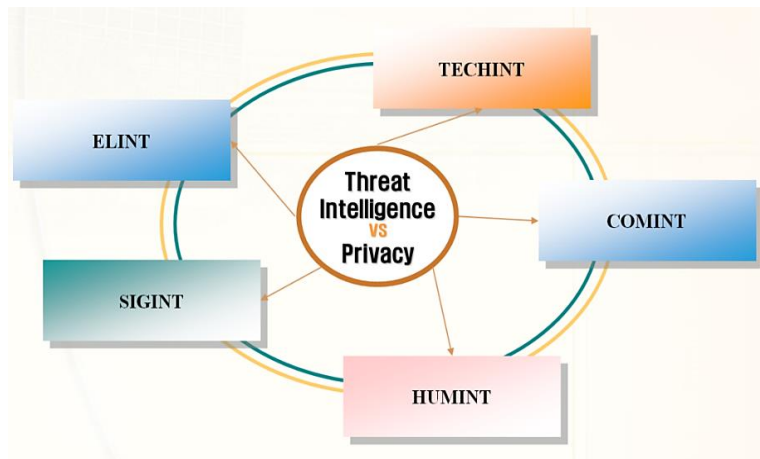 TECHINT
ELINT
Threat
Intelligence
vs
Privacy
COMINT
SIGINT
HUMINT